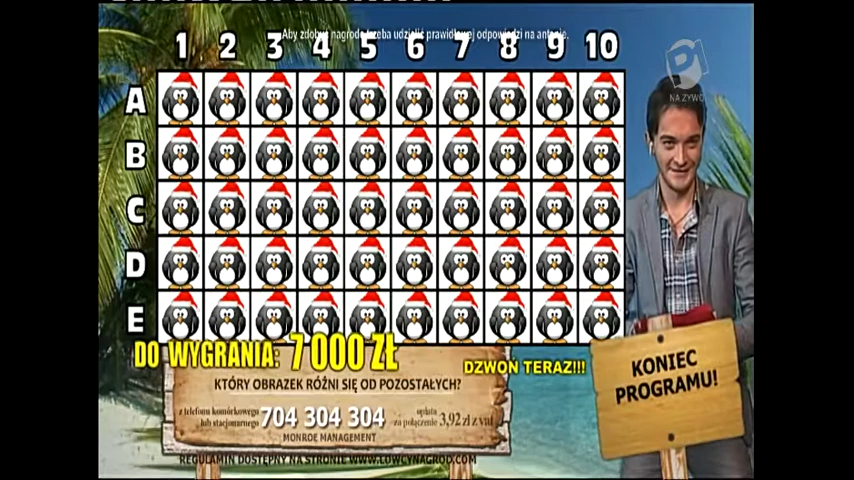 Aby zdobyć nagrodę trzeba udzielić prawidłowej odpowiedzi na antenie.
1 2 3 4 5 6 7 8 9 10
NA ŻYWO
A
B
C
D
E
DO WYGRANIA: 7 000 ZŁ
DZWOŃ TERAZ!!!
KTÓRY OBRAZEK RÓŻNI SIĘ OD POZOSTAŁYCH?
z telefonu komórkowego
lub stacjonarnego
704 304 304
opłata
za połączenie
3,92 zł z vat
MONROE MANAGEMENT
REGULAMIN DOSTĘPNY NA STRONIE WWW.LOWCYNAGROD.COM
KONIEC
PROGRAMU!